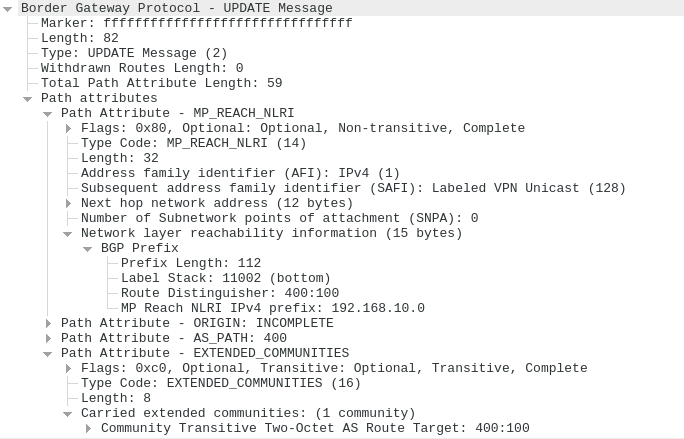 Border Gateway Protocol - UPDATE Message
Marker: ffffffffffffffffffffffffffffffff
Length: 82
Type: UPDATE Message (2)
Withdrawn Routes Length: 0
Total Path Attribute Length: 59
Path attributes
Path Attribute - MP_REACH_NLRI
Flags: 0x80, Optional: Optional, Non-transitive, Complete
Type Code: MP_REACH_NLRI (14)
Length: 32
Address family identifier (AFI): IPv4 (1)
Subsequent address family identifier (SAFI): Labeled VPN Unicast (128)
Next hop network address (12 bytes)
Number of Subnetwork points of attachment (SNPA): 0
Network layer reachability information (15 bytes)
BGP Prefix
Prefix Length: 112
Label Stack: 11002 (bottom)
Route Distinguisher: 400:100
MP Reach NLRI IPv4 prefix: 192.168.10.0
Path Attribute - ORIGIN: INCOMPLETE
Path Attribute - AS_PATH: 400
Path Attribute - EXTENDED_COMMUNITIES
Flags: 0xc0, Optional, Transitive: Optional, Transitive, Complete
Type Code: EXTENDED_COMMUNITIES (16)
Length: 8
Carried extended communities: (1 community)
Community Transitive Two-Octet AS Route Target: 400:100